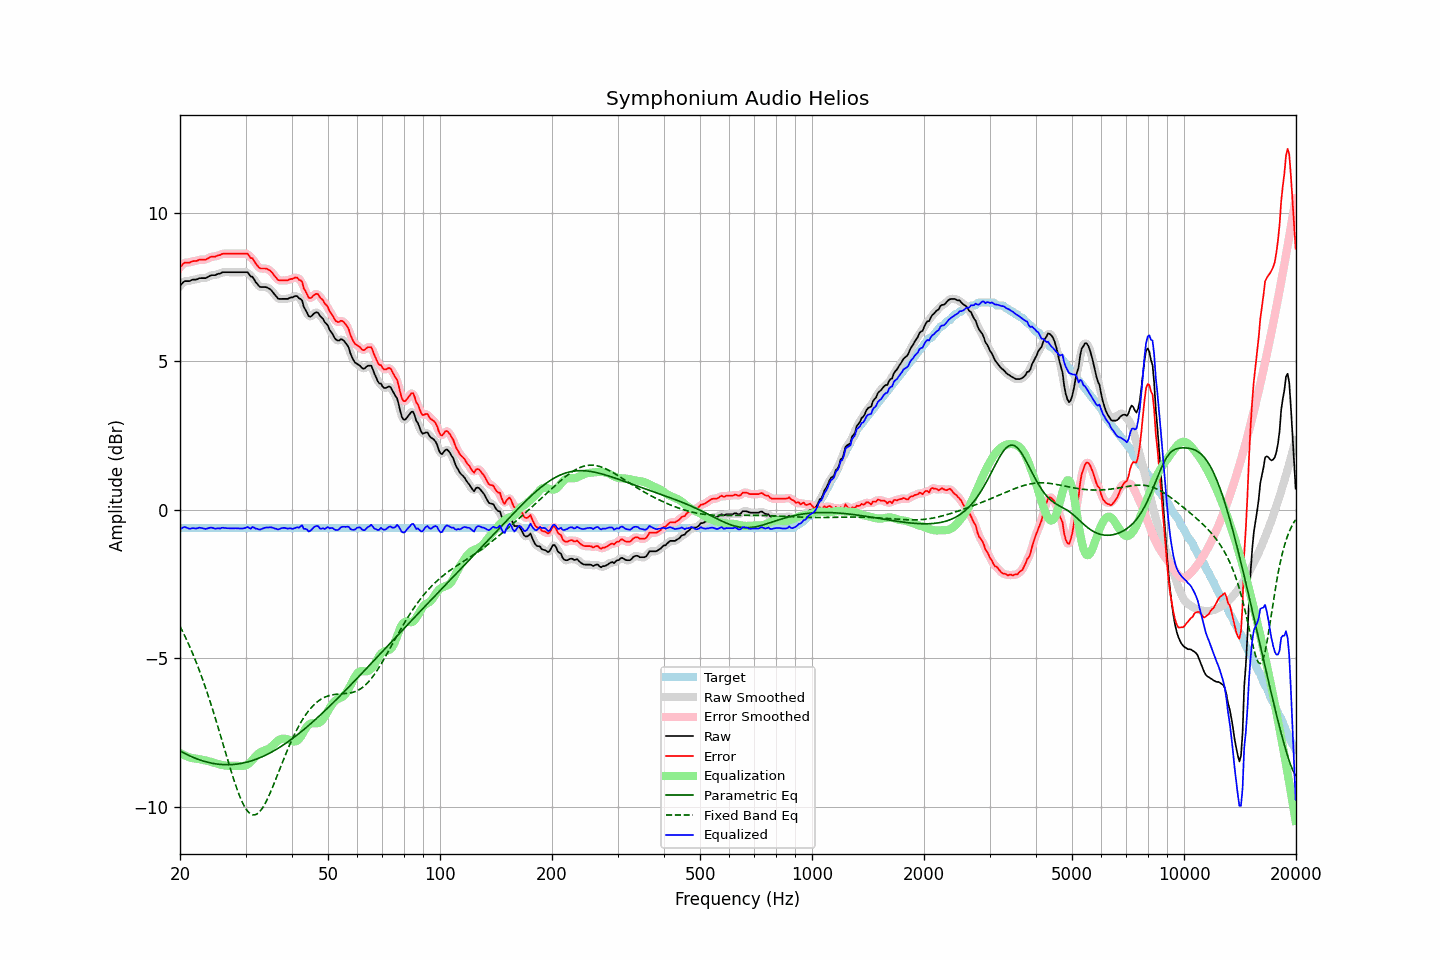 Symphonium Audio Helios
Amplitude (dBr)
10
5
0
−5
−10
Target
Raw Smoothed
Error Smoothed
Raw
Error
Equalization
Parametric Eq
Fixed Band Eq
Equalized
20
50
100
200
500
1000
2000
5000
10000
20000
Frequency (Hz)